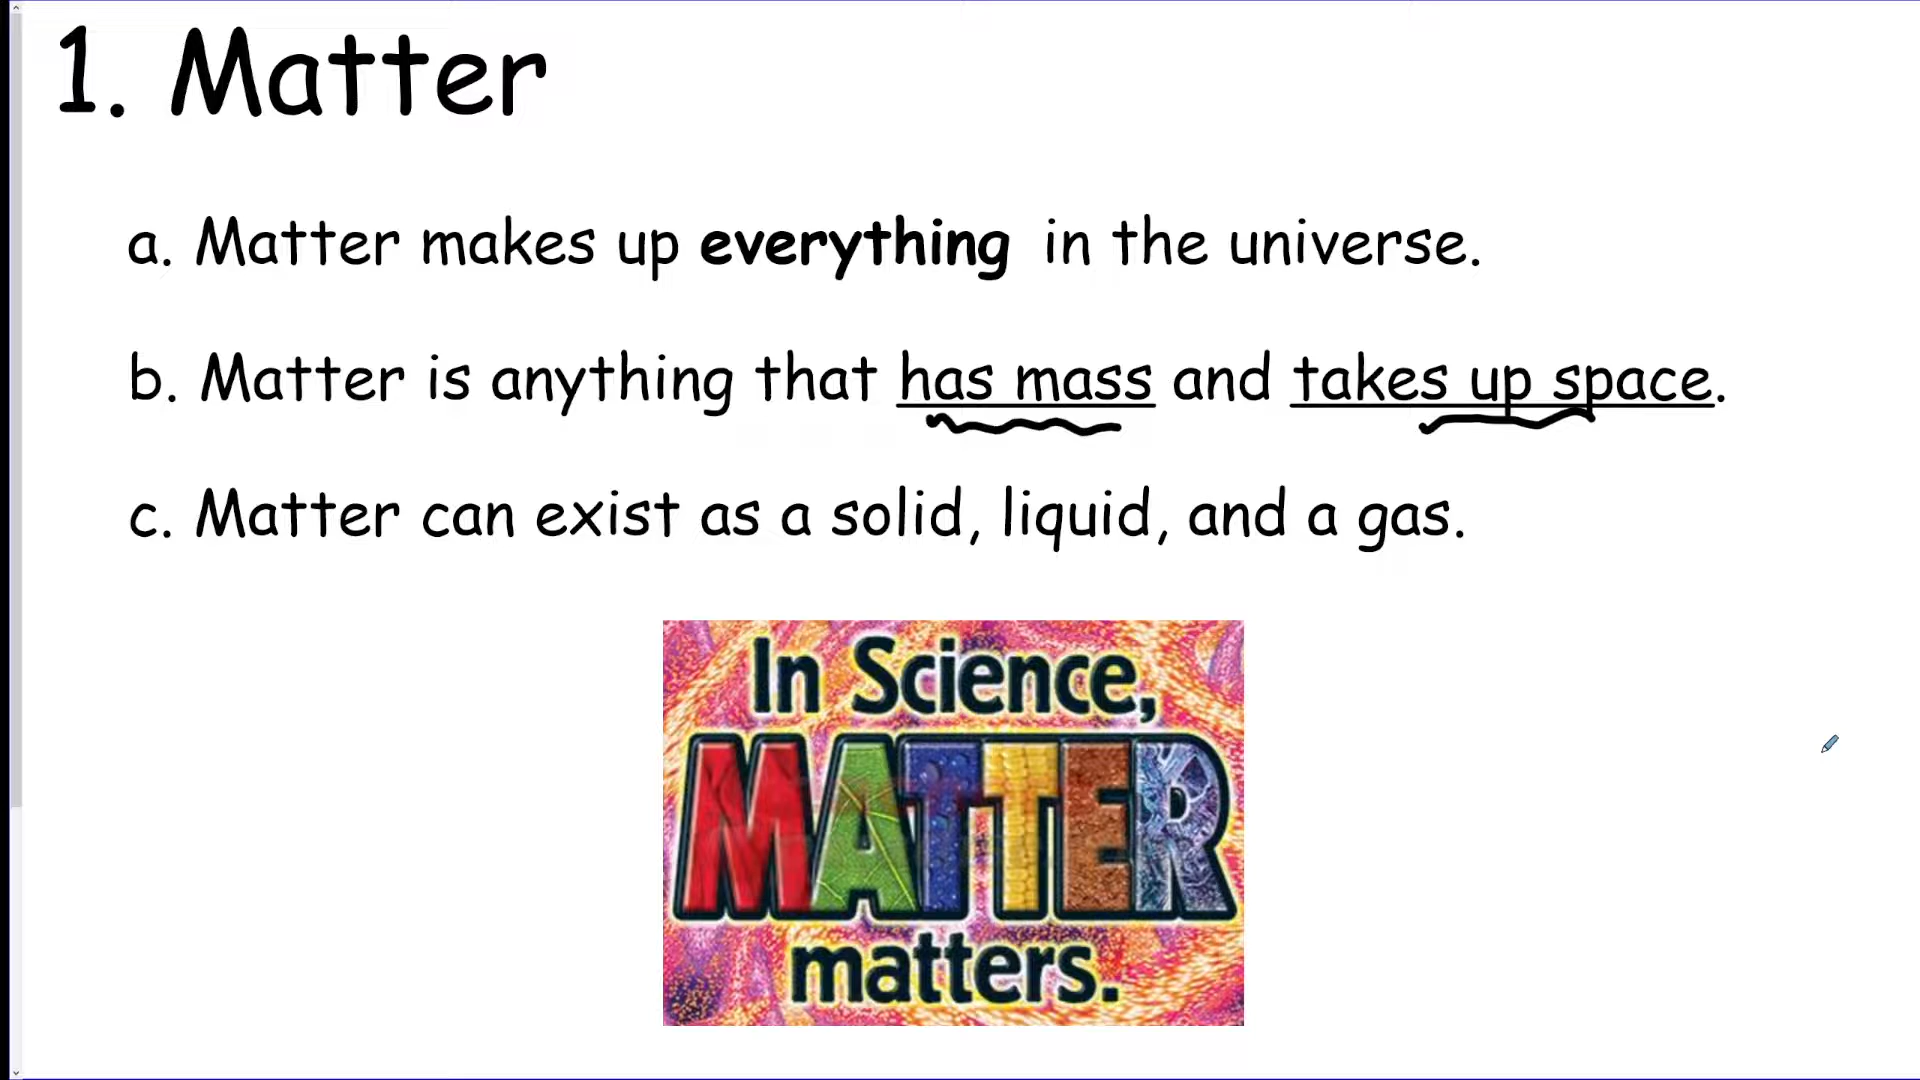 1. Matter
a. Matter makes up everything in the universe.
b. Matter is anything that has mass and takes up space.
c. Matter can exist as a solid, liquid, and a gas.
In Science,
MATTER
matters.